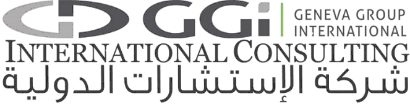 GGi GENEVA GROUP
INTERNATIONAL
INTERNATIONAL CONSULTING
شركة الإستشارات الدولية